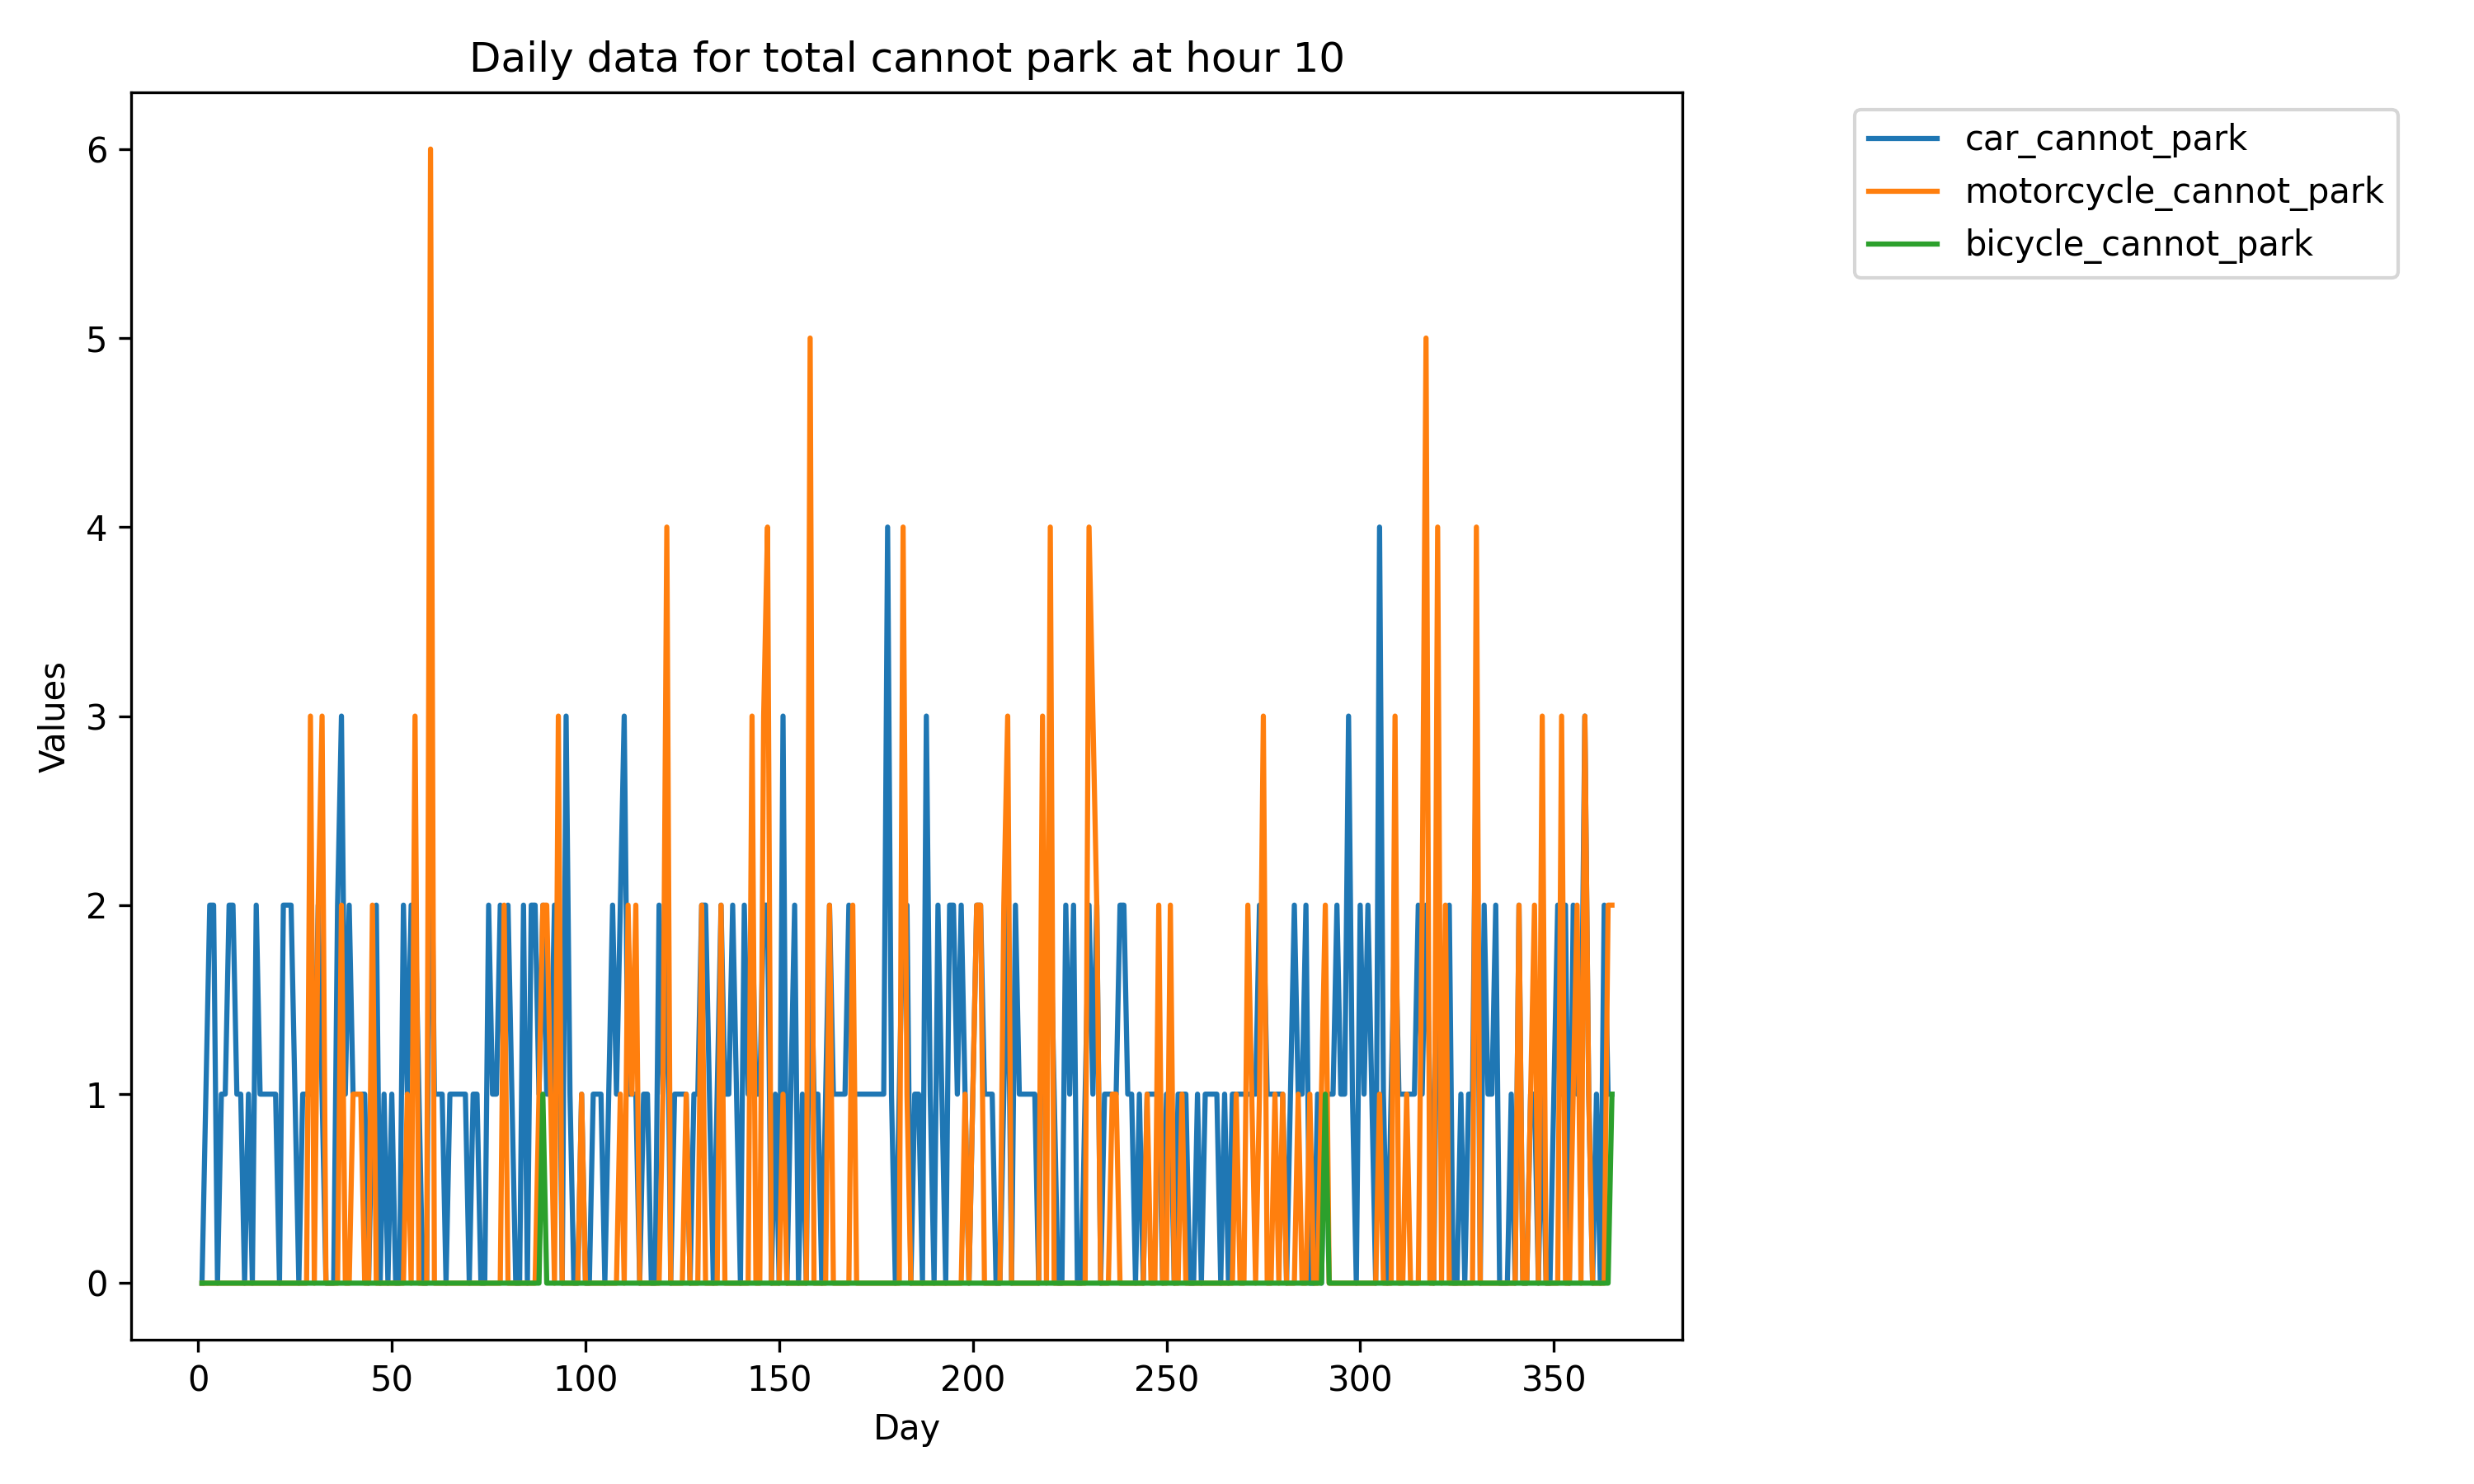 Daily data for total cannot park at hour 10
car_cannot_park
motorcycle_cannot_park
bicycle_cannot_park
6
5
4
3
2
1
0
Values
0 50 100 150 200 250 300 350
Day